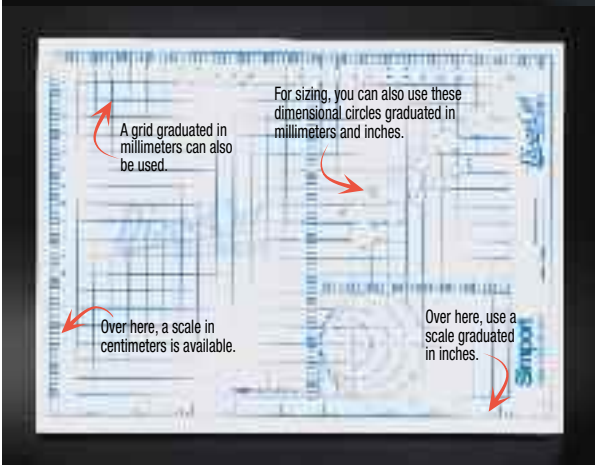 For sizing, you can also use these
dimensional circles graduated in
millimeters and inches.
A grid graduated in
millimeters can also
be used.
Over here, a scale in
centimeters is available.
Over here, use a
scale graduated
in inches.
Simport